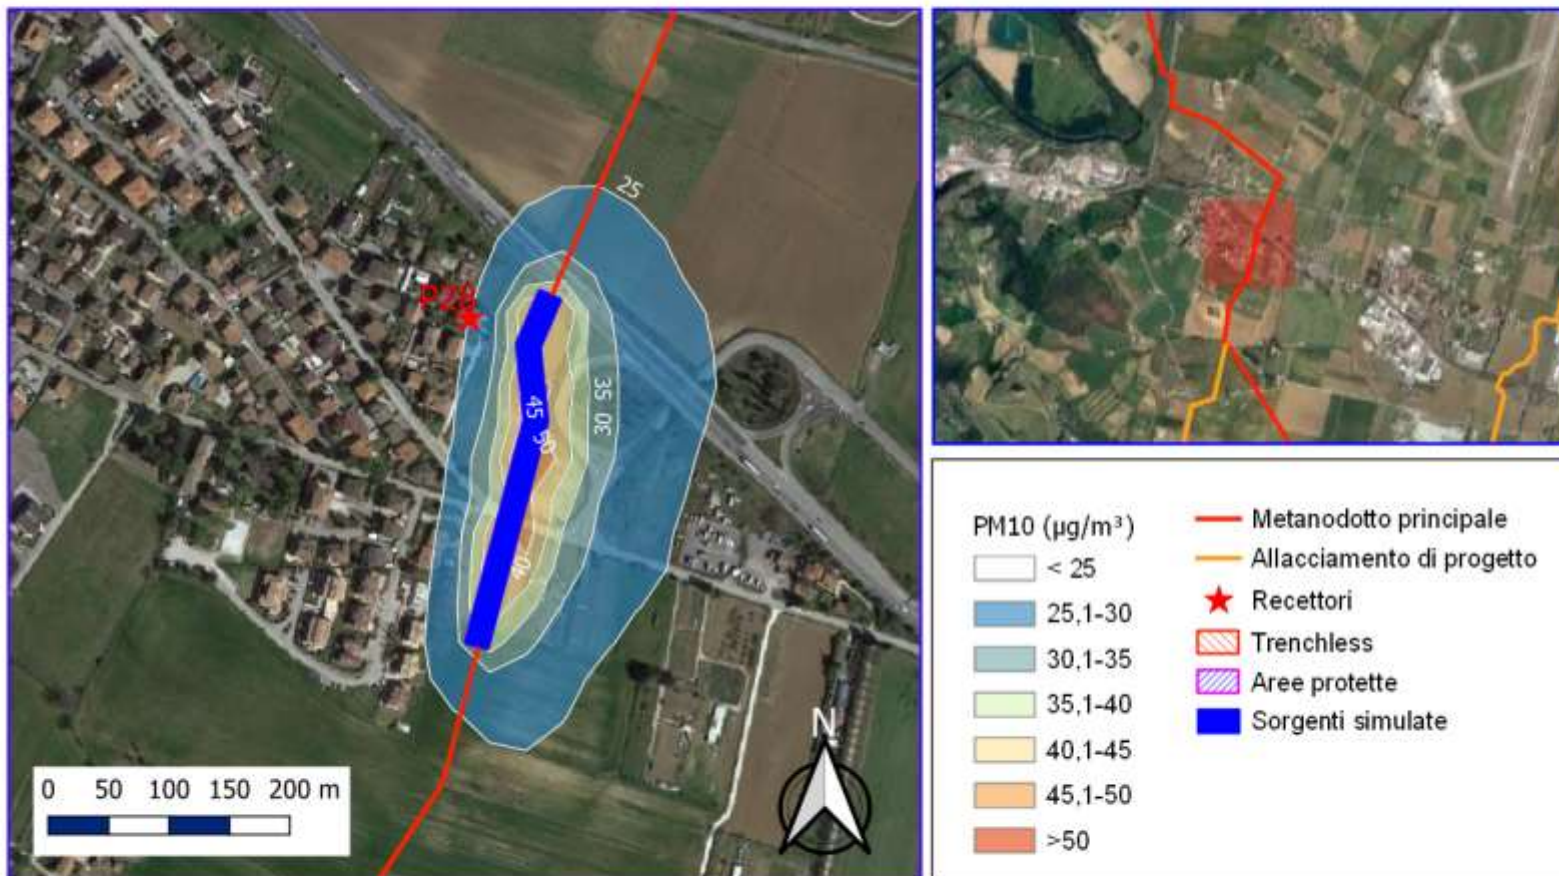 25
35
30
45
50
40
N
0 50 100 150 200 m
PM10 (µg/m³)
< 25
25,1-30
30,1-35
35,1-40
40,1-45
45,1-50
>50
Metanodotto principale
Allacciamento di progetto
Recettori
Trenchless
Aree protette
Sorgenti simulate